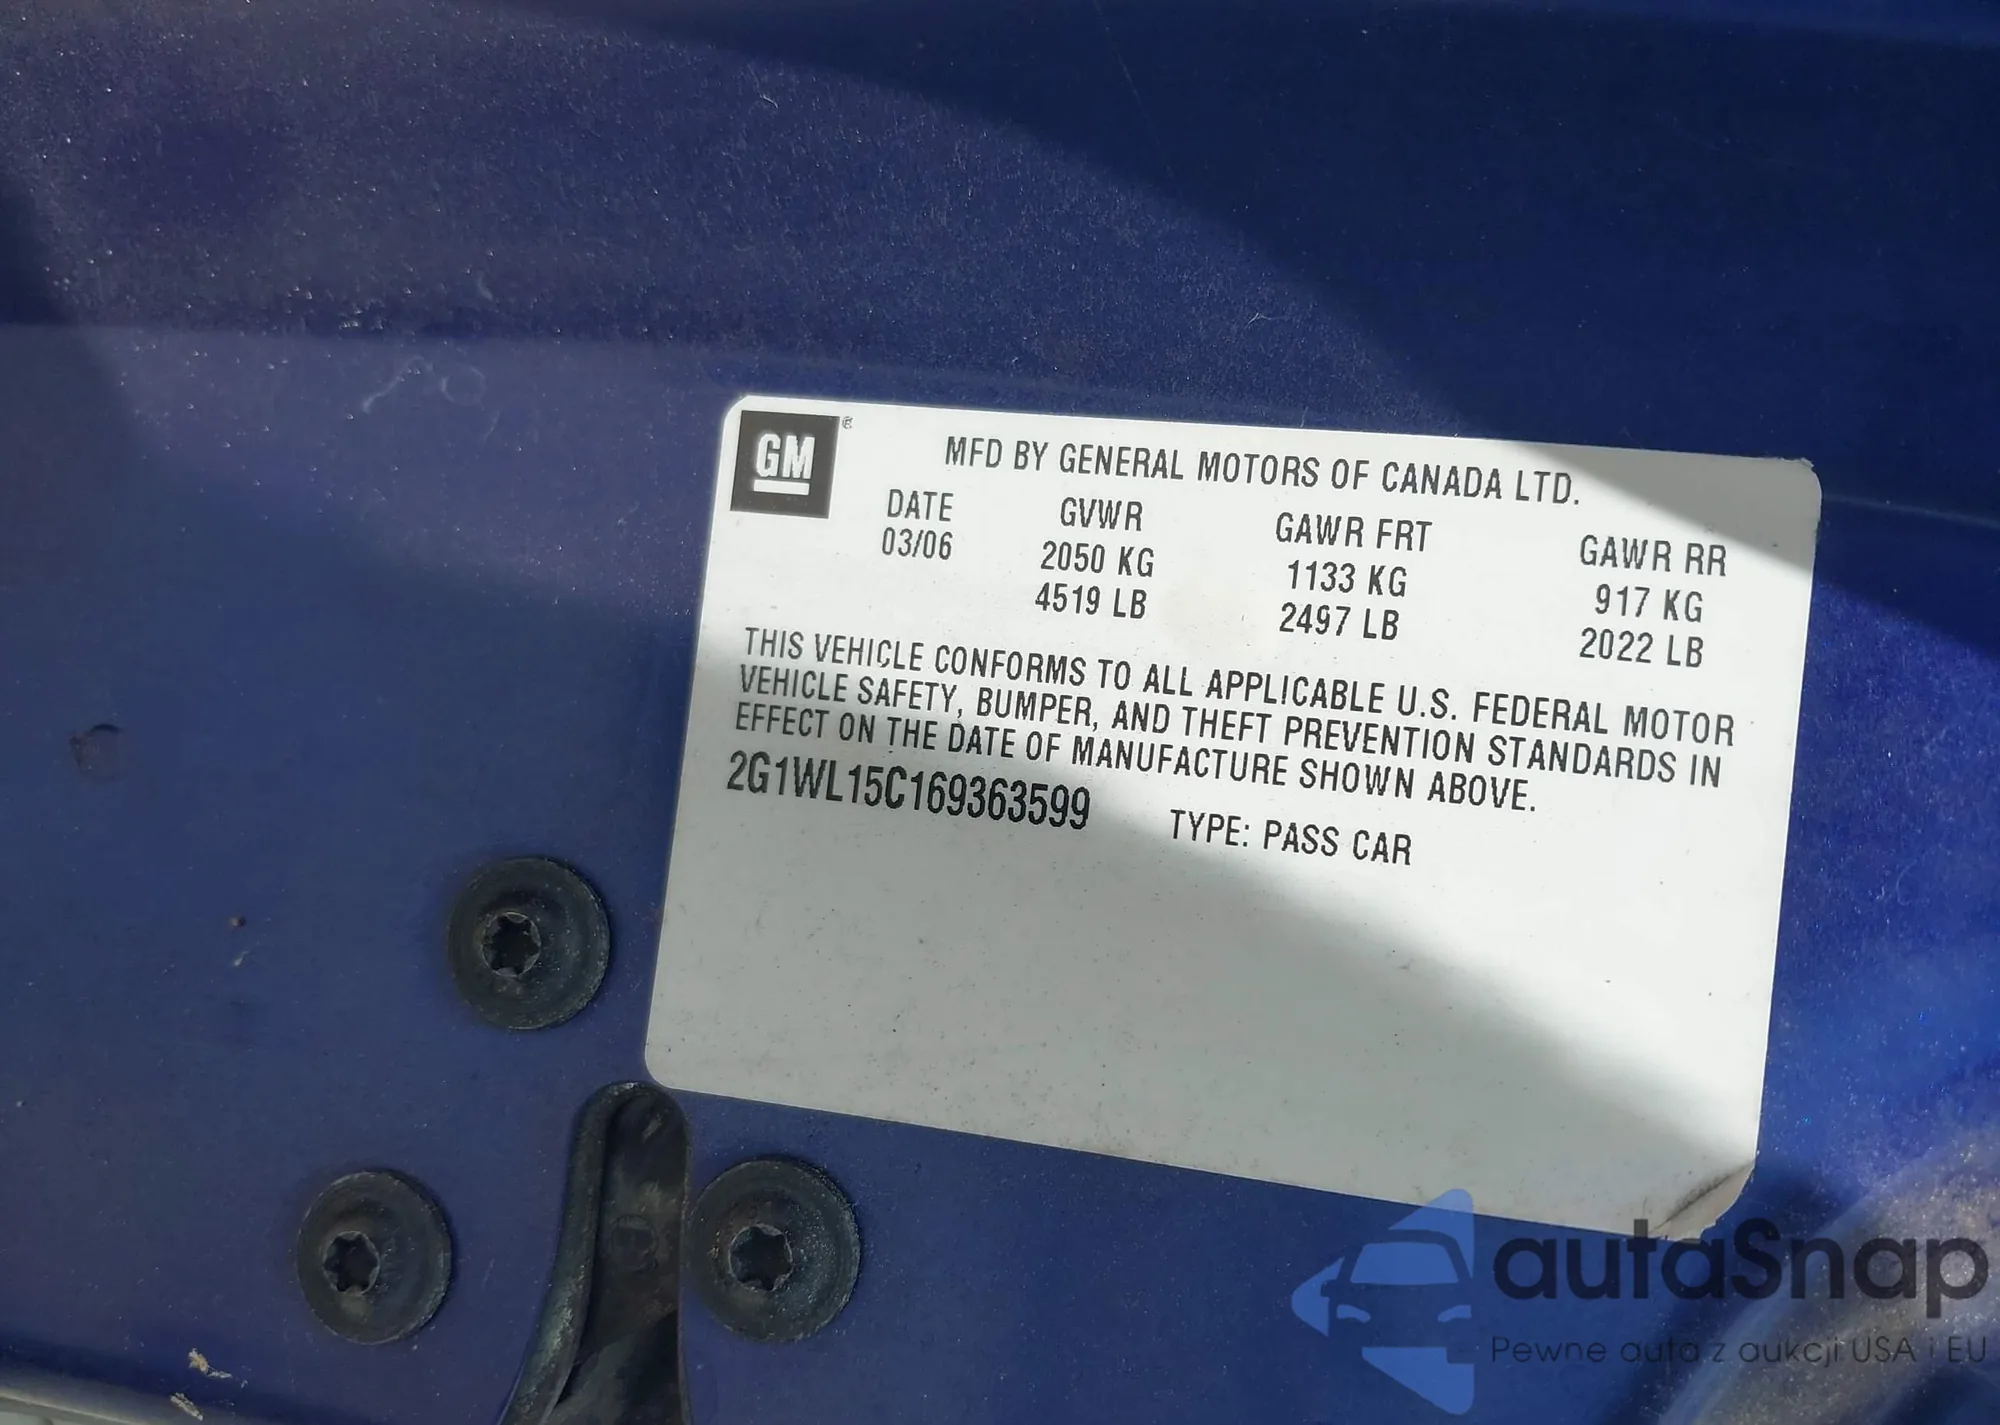 GM ®
MFD BY GENERAL MOTORS OF CANADA LTD.
DATE GVWR GAWR FRT GAWR RR
03/06 2050 KG 1133 KG 917 KG
4519 LB 2497 LB 2022 LB
THIS VEHICLE CONFORMS TO ALL APPLICABLE U.S. FEDERAL MOTOR
VEHICLE SAFETY, BUMPER, AND THEFT PREVENTION STANDARDS IN
EFFECT ON THE DATE OF MANUFACTURE SHOWN ABOVE.
2G1WL15C169363599 TYPE: PASS CAR
autaSnap
Pewne auta z aukcji USA i EU